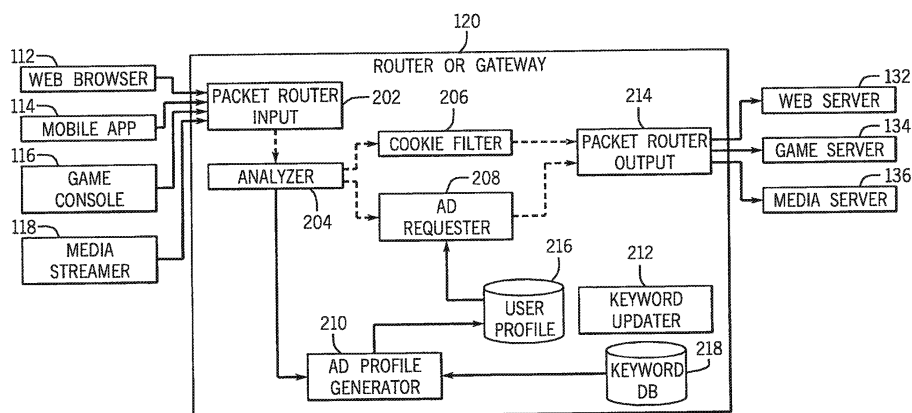 120
ROUTER OR GATEWAY
112
WEB BROWSER
114
MOBILE APP
116
GAME
CONSOLE
118
MEDIA
STREAMER
PACKET ROUTER
INPUT
202
ANALYZER
204
206
COOKIE FILTER
208
AD
REQUESTER
214
PACKET ROUTER
OUTPUT
132
WEB SERVER
134
GAME SERVER
136
MEDIA SERVER
216
USER
PROFILE
212
KEYWORD
UPDATER
210
AD PROFILE
GENERATOR
KEYWORD
DB
218